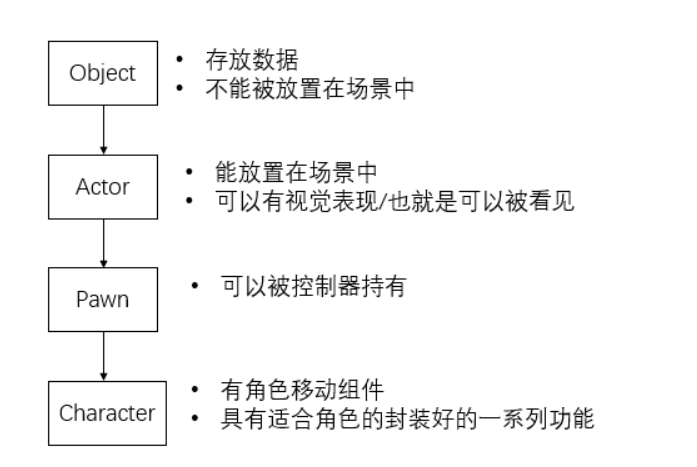 Object
• 存放数据
• 不能被放置在场景中
Actor
• 能放置在场景中
• 可以有视觉表现/也就是可以被看见
Pawn
• 可以被控制器持有
Character
• 有角色移动组件
• 具有适合角色的封装好的一系列功能